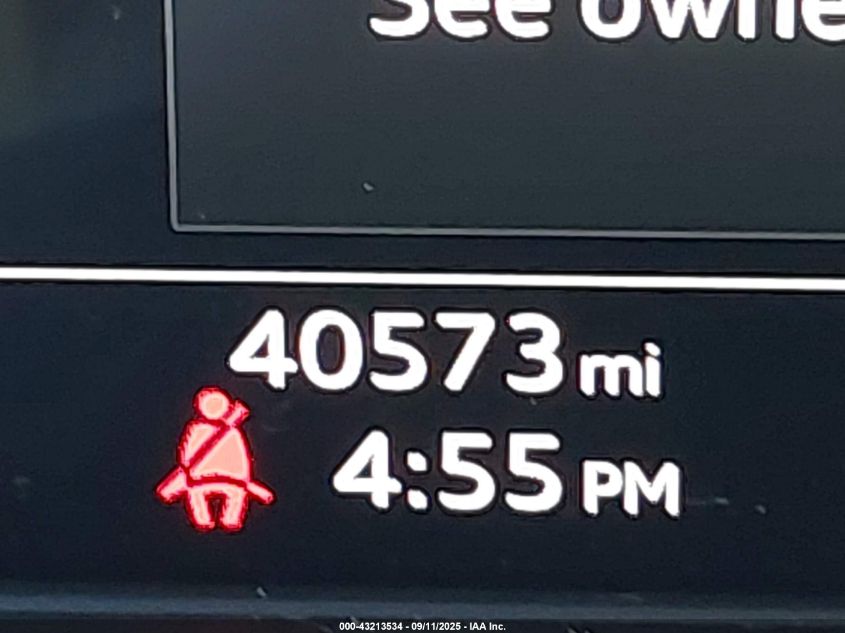 See owne
40573 mi
4:55 PM
000-43213534 - 09/11/2025 - IAA Inc.